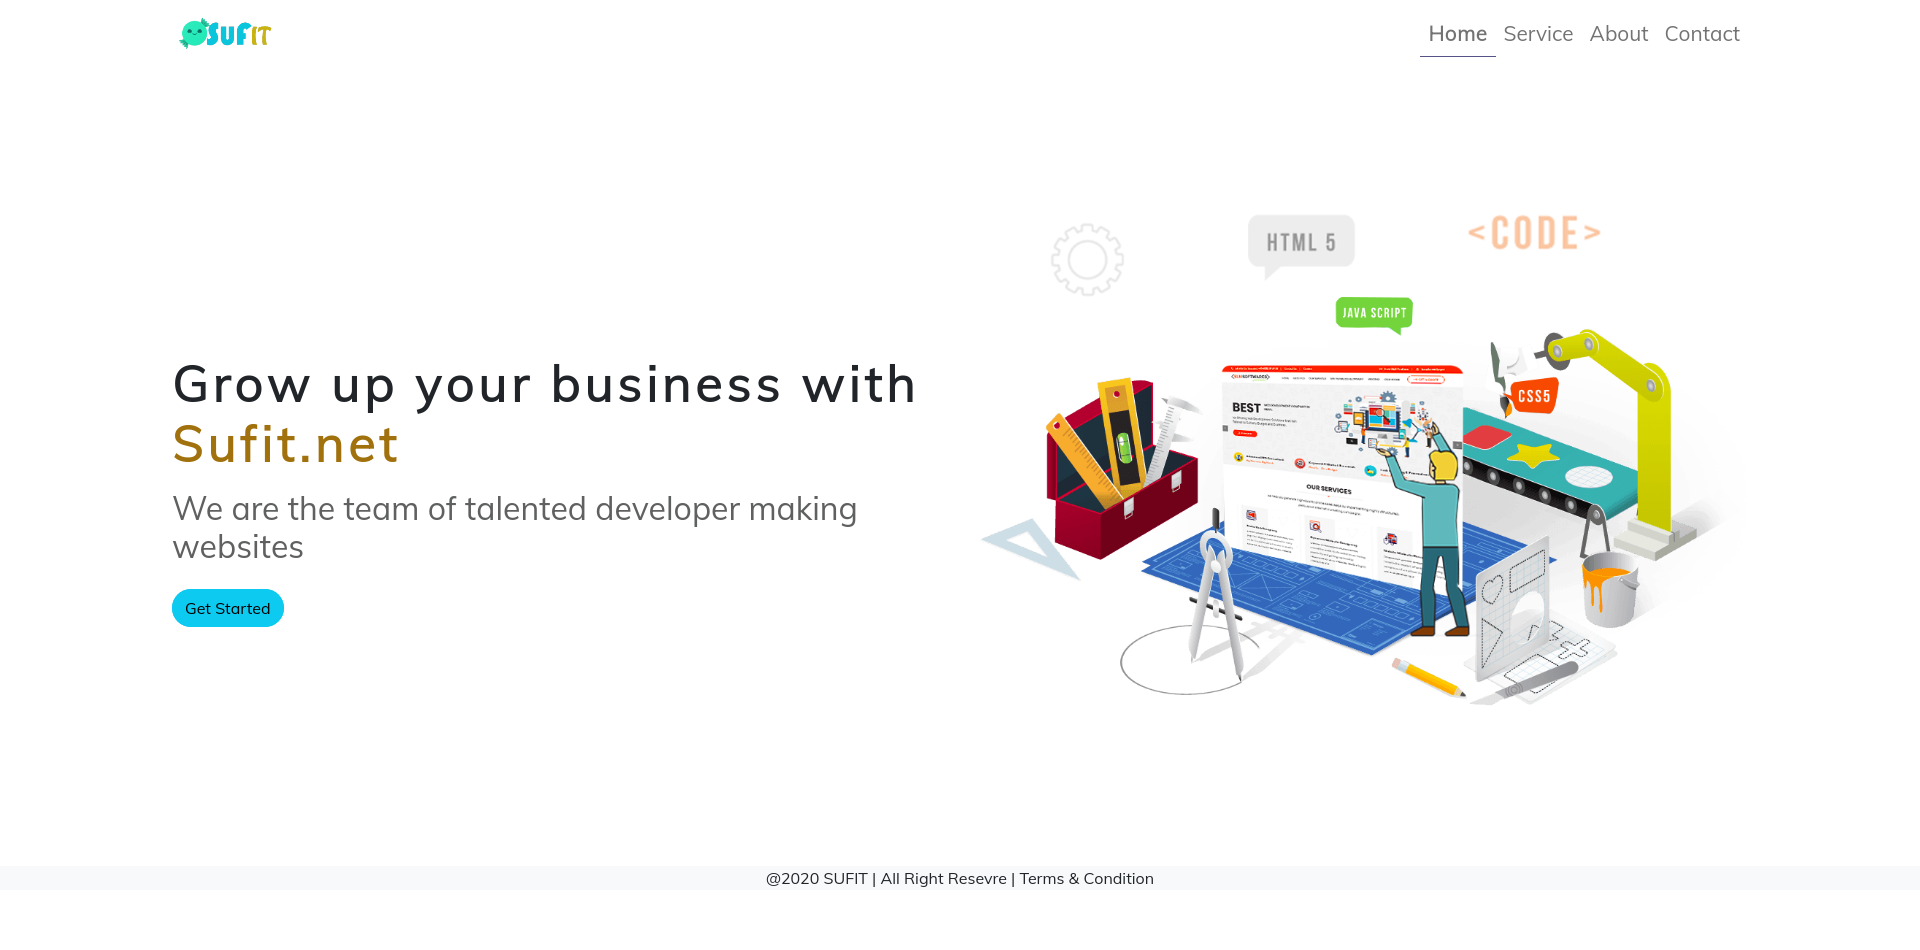 SUFIT
Home Service About Contact
HTML 5
<CODE>
JAVA SCRIPT
CSS5
BEST
OUR SERVICES
Grow up your business with
Sufit.net
We are the team of talented developer making
websites
Get Started
@2020 SUFIT | All Right Resevre | Terms & Condition